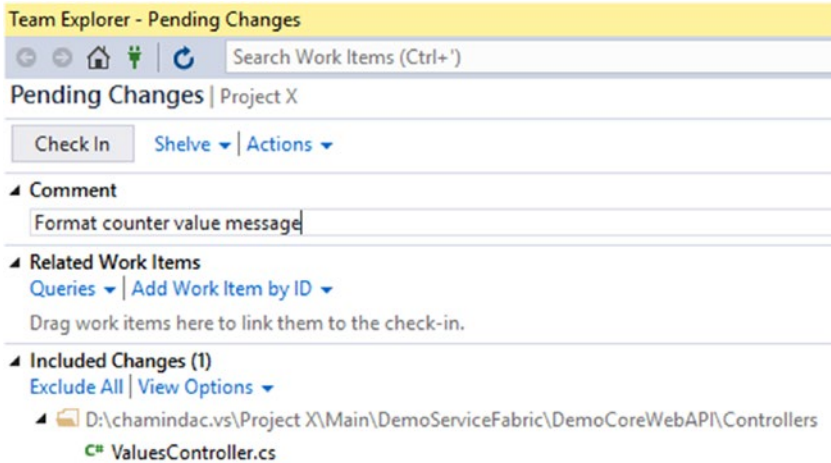 Team Explorer - Pending Changes
Search Work Items (Ctrl+')
Pending Changes | Project X
Check In Shelve Actions
Comment
Format counter value message
Related Work Items
Queries Add Work Item by ID
Drag work items here to link them to the check-in.
Included Changes (1)
Exclude All View Options
D:\chamindac.vs\Project X\Main\DemoServiceFabric\DemoCoreWebAPI\Controllers
C# ValuesController.cs